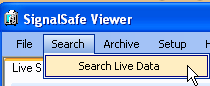 SignalSafe Viewer
File Search Archive Setup
Live S
Search Live Data